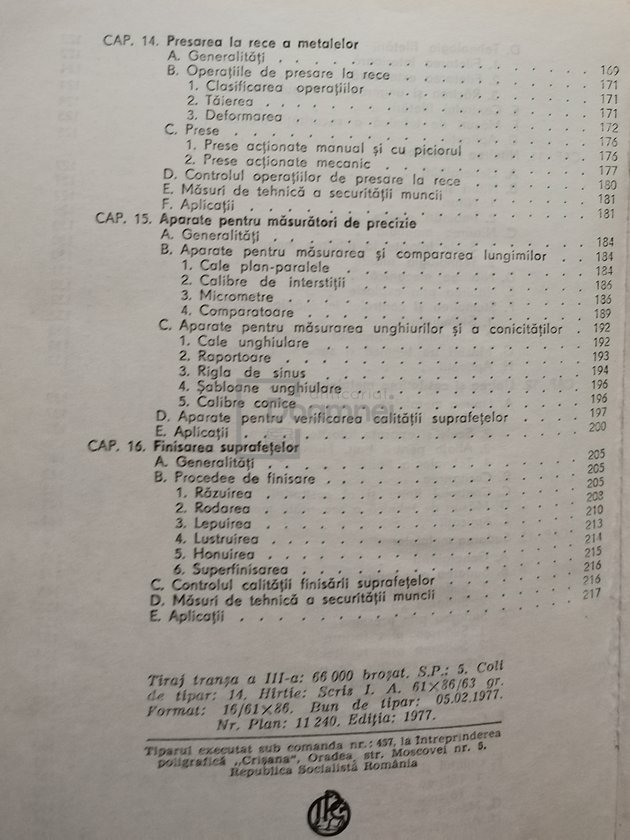 CAP. 14. Presarea la rece a metalelor
A. Generalități . . . . . . . . . . 169
B. Operațiile de presare la rece . . . . . . . . . . 171
1. Clasificarea operațiilor . . . . . . . . . . 171
2. Tăierea . . . . . . . . . . 171
3. Deformarea . . . . . . . . . . 172
C. Prese . . . . . . . . . . 176
1. Prese acționate manual și cu piciorul . . . . . . . . . . 176
2. Prese acționate mecanic . . . . . . . . . . 177
D. Controlul operațiilor de presare la rece . . . . . . . . . . 180
E. Măsuri de tehnică a securității muncii . . . . . . . . . . 181
F. Aplicații . . . . . . . . . . 181
CAP. 15. Aparate pentru măsurători de precizie
A. Generalități . . . . . . . . . . 184
B. Aparate pentru măsurarea și compararea lungimilor . . 184
1. Cale plan-paralele . . . . . . . . . . 184
2. Calibre de interstiții . . . . . . . . . . 186
3. Micrometre . . . . . . . . . . 186
4. Comparatoare . . . . . . . . . . 189
C. Aparate pentru măsurarea unghiurilor și a conicităților . 192
1. Cale unghiulare . . . . . . . . . . 192
2. Raportoare . . . . . . . . . . 193
3. Rigla de sinus . . . . . . . . . . 194
4. Șabloane unghiulare . . . . . . . . . . 196
5. Calibre conice . . . . . . . . . . 196
D. Aparate pentru verificarea calității suprafețelor . . . . 197
E. Aplicații . . . . . . . . . . 200
CAP. 16. Finisarea suprafețelor
A. Generalități . . . . . . . . . . 205
B. Procedee de finisare . . . . . . . . . . 205
1. Răzuirea . . . . . . . . . . 205
2. Rodarea . . . . . . . . . . 208
3. Lepuirea . . . . . . . . . . 210
4. Lustruirea . . . . . . . . . . 213
5. Honuirea . . . . . . . . . . 214
6. Superfinisarea . . . . . . . . . . 215
C. Controlul calității finisării suprafețelor . . . . . . . . 216
D. Măsuri de tehnică a securității muncii . . . . . . . . 216
E. Aplicații . . . . . . . . . . 217
anticariat
Doamnei
Tiraj tranșa a III-a: 66 000 broșat. S.P.: 5. Coli
de tipar: 14. Hîrtie: Scris I. A. 61×86/63 gr.
Format: 16/61×86. Bun de tipar: 05.02.1977.
Nr. Plan: 11 240. Ediția: 1977.
Tiparul executat sub comanda nr.: 457, la Întreprinderea
poligrafică „Crișana", Oradea, str. Moscovei nr. 5.
Republica Socialistă România